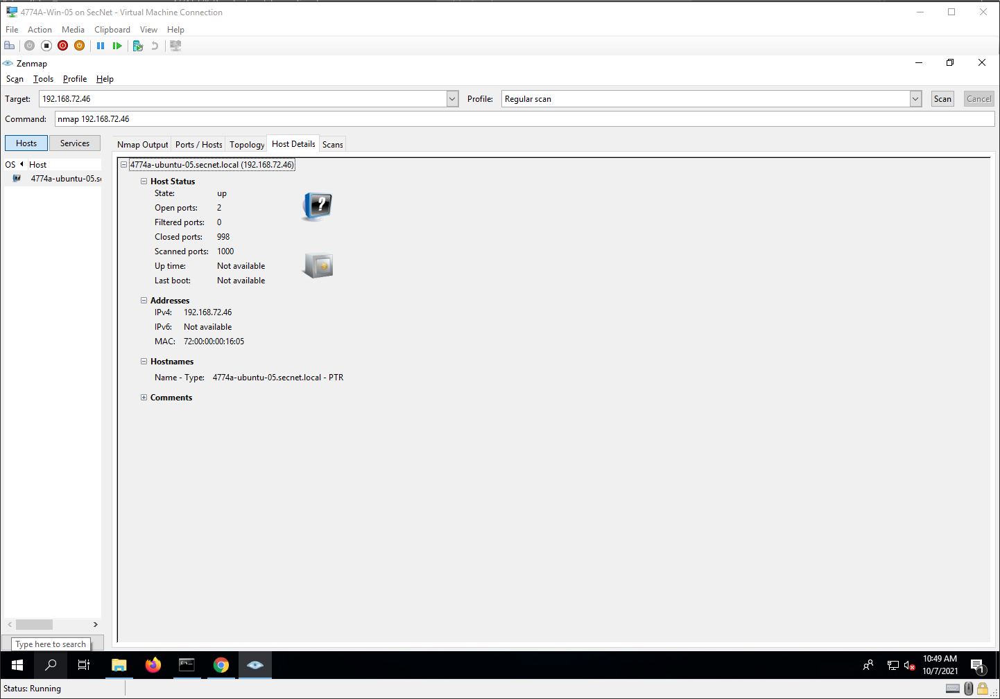 4774A-Win-05 on SecNet - Virtual Machine Connection
File Action Media Clipboard View Help
Zenmap
Scan Tools Profile Help
Target: 192.168.72.46 Profile: Regular scan Scan Cancel
Command: nmap 192.168.72.46
Hosts Services Nmap Output Ports / Hosts Topology Host Details Scans
OS Host
4774a-ubuntu-05.s
4774a-ubuntu-05.secnet.local (192.168.72.46)
Host Status
State: up
Open ports: 2
Filtered ports: 0
Closed ports: 998
Scanned ports: 1000
Up time: Not available
Last boot: Not available
Addresses
IPv4: 192.168.72.46
IPv6: Not available
MAC: 72:00:00:00:16:05
Hostnames
Name - Type: 4774a-ubuntu-05.secnet.local - PTR
Comments
Type here to search
10:49 AM
10/7/2021
1
Status: Running